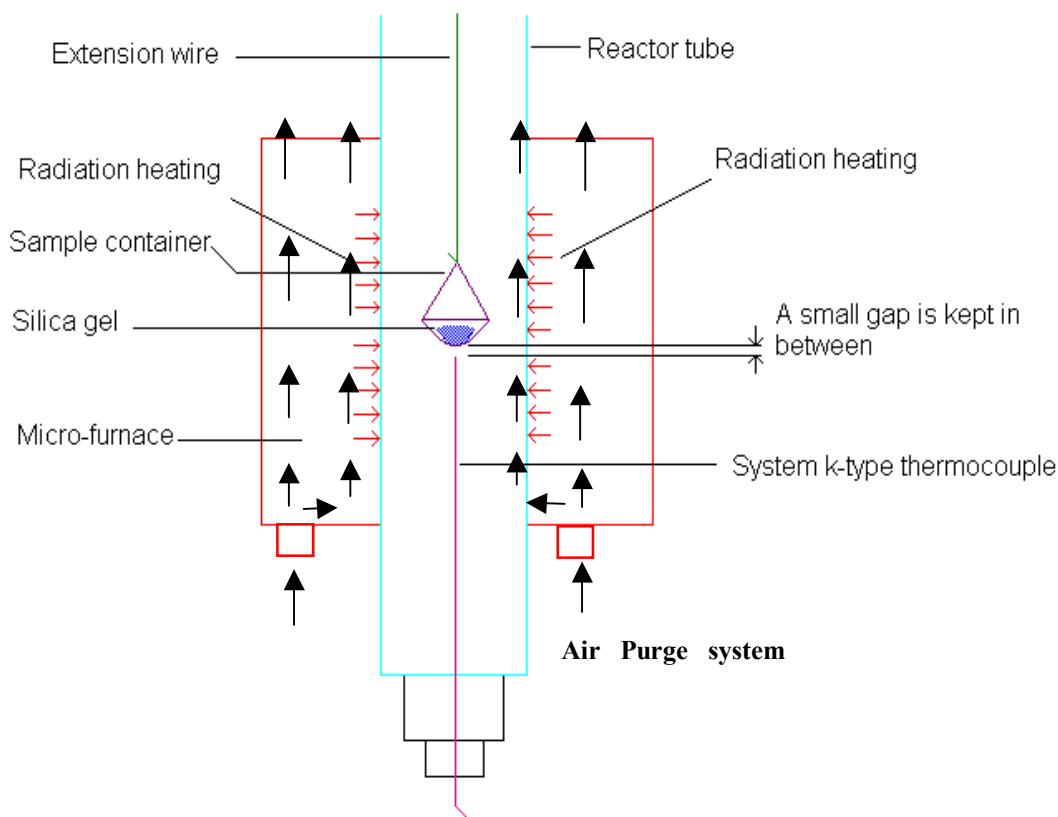 Extension wire
Reactor tube
Radiation heating
Radiation heating
Sample container
Silica gel
A small gap is kept in
between
Micro-furnace
System k-type thermocouple
Air Purge system